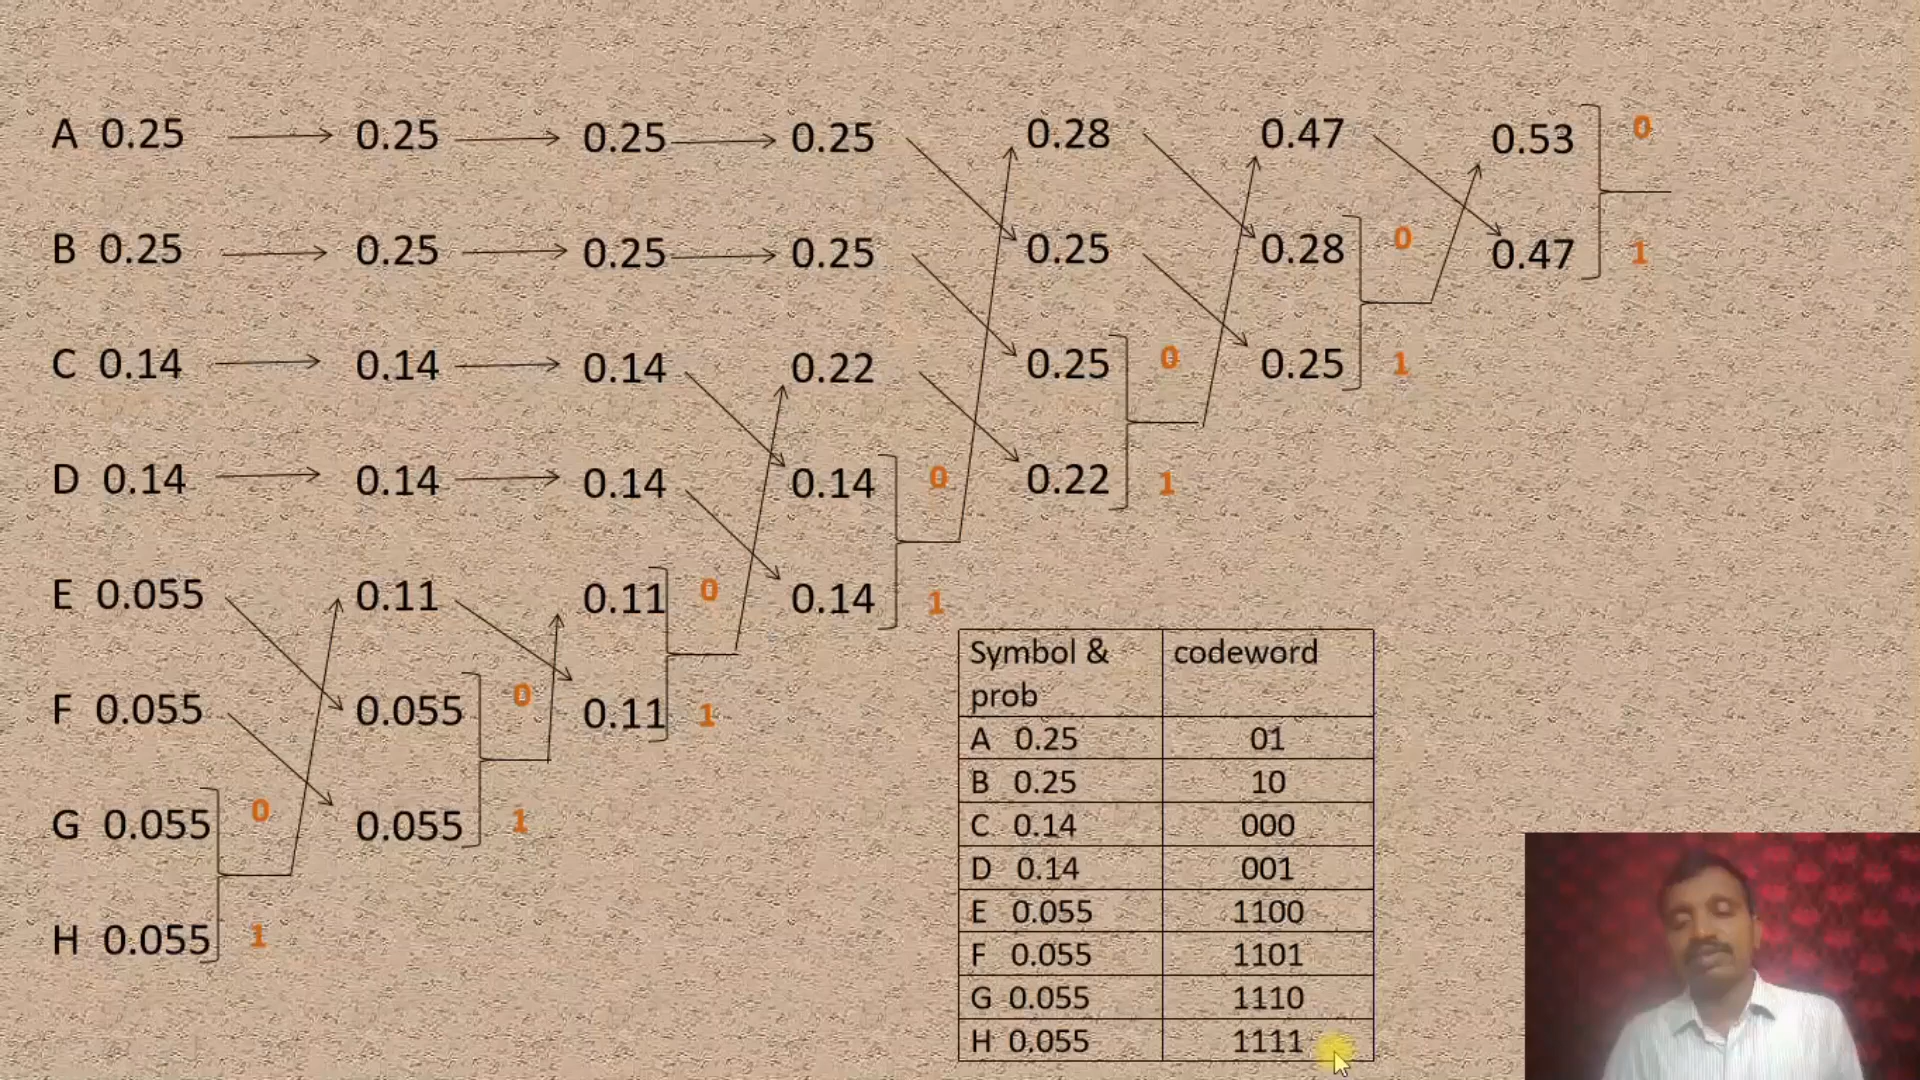 A 0.25 0.25 0.25 0.25 0.28 0.47 0.53 0
B 0.25 0.25 0.25 0.25 0.25 0.28 0 0.47 1
C 0.14 0.14 0.14 0.22 0.25 0 0.25 1
D 0.14 0.14 0.14 0.14 0 0.22 1
E 0.055 0.11 0.11 0 0.14 1
F 0.055 0.055 0 0.11 1
G 0.055 0 0.055 1
H 0.055 1
Symbol & prob codeword
A 0.25 01
B 0.25 10
C 0.14 000
D 0.14 001
E 0.055 1100
F 0.055 1101
G 0.055 1110
H 0.055 1111